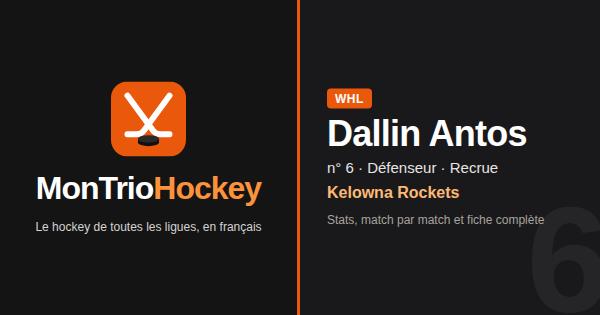 MonTrioHockey
Le hockey de toutes les ligues, en français
WHL
Dallin Antos
n° 6 · Défenseur · Recrue
Kelowna Rockets
Stats, match par match et fiche complète
6